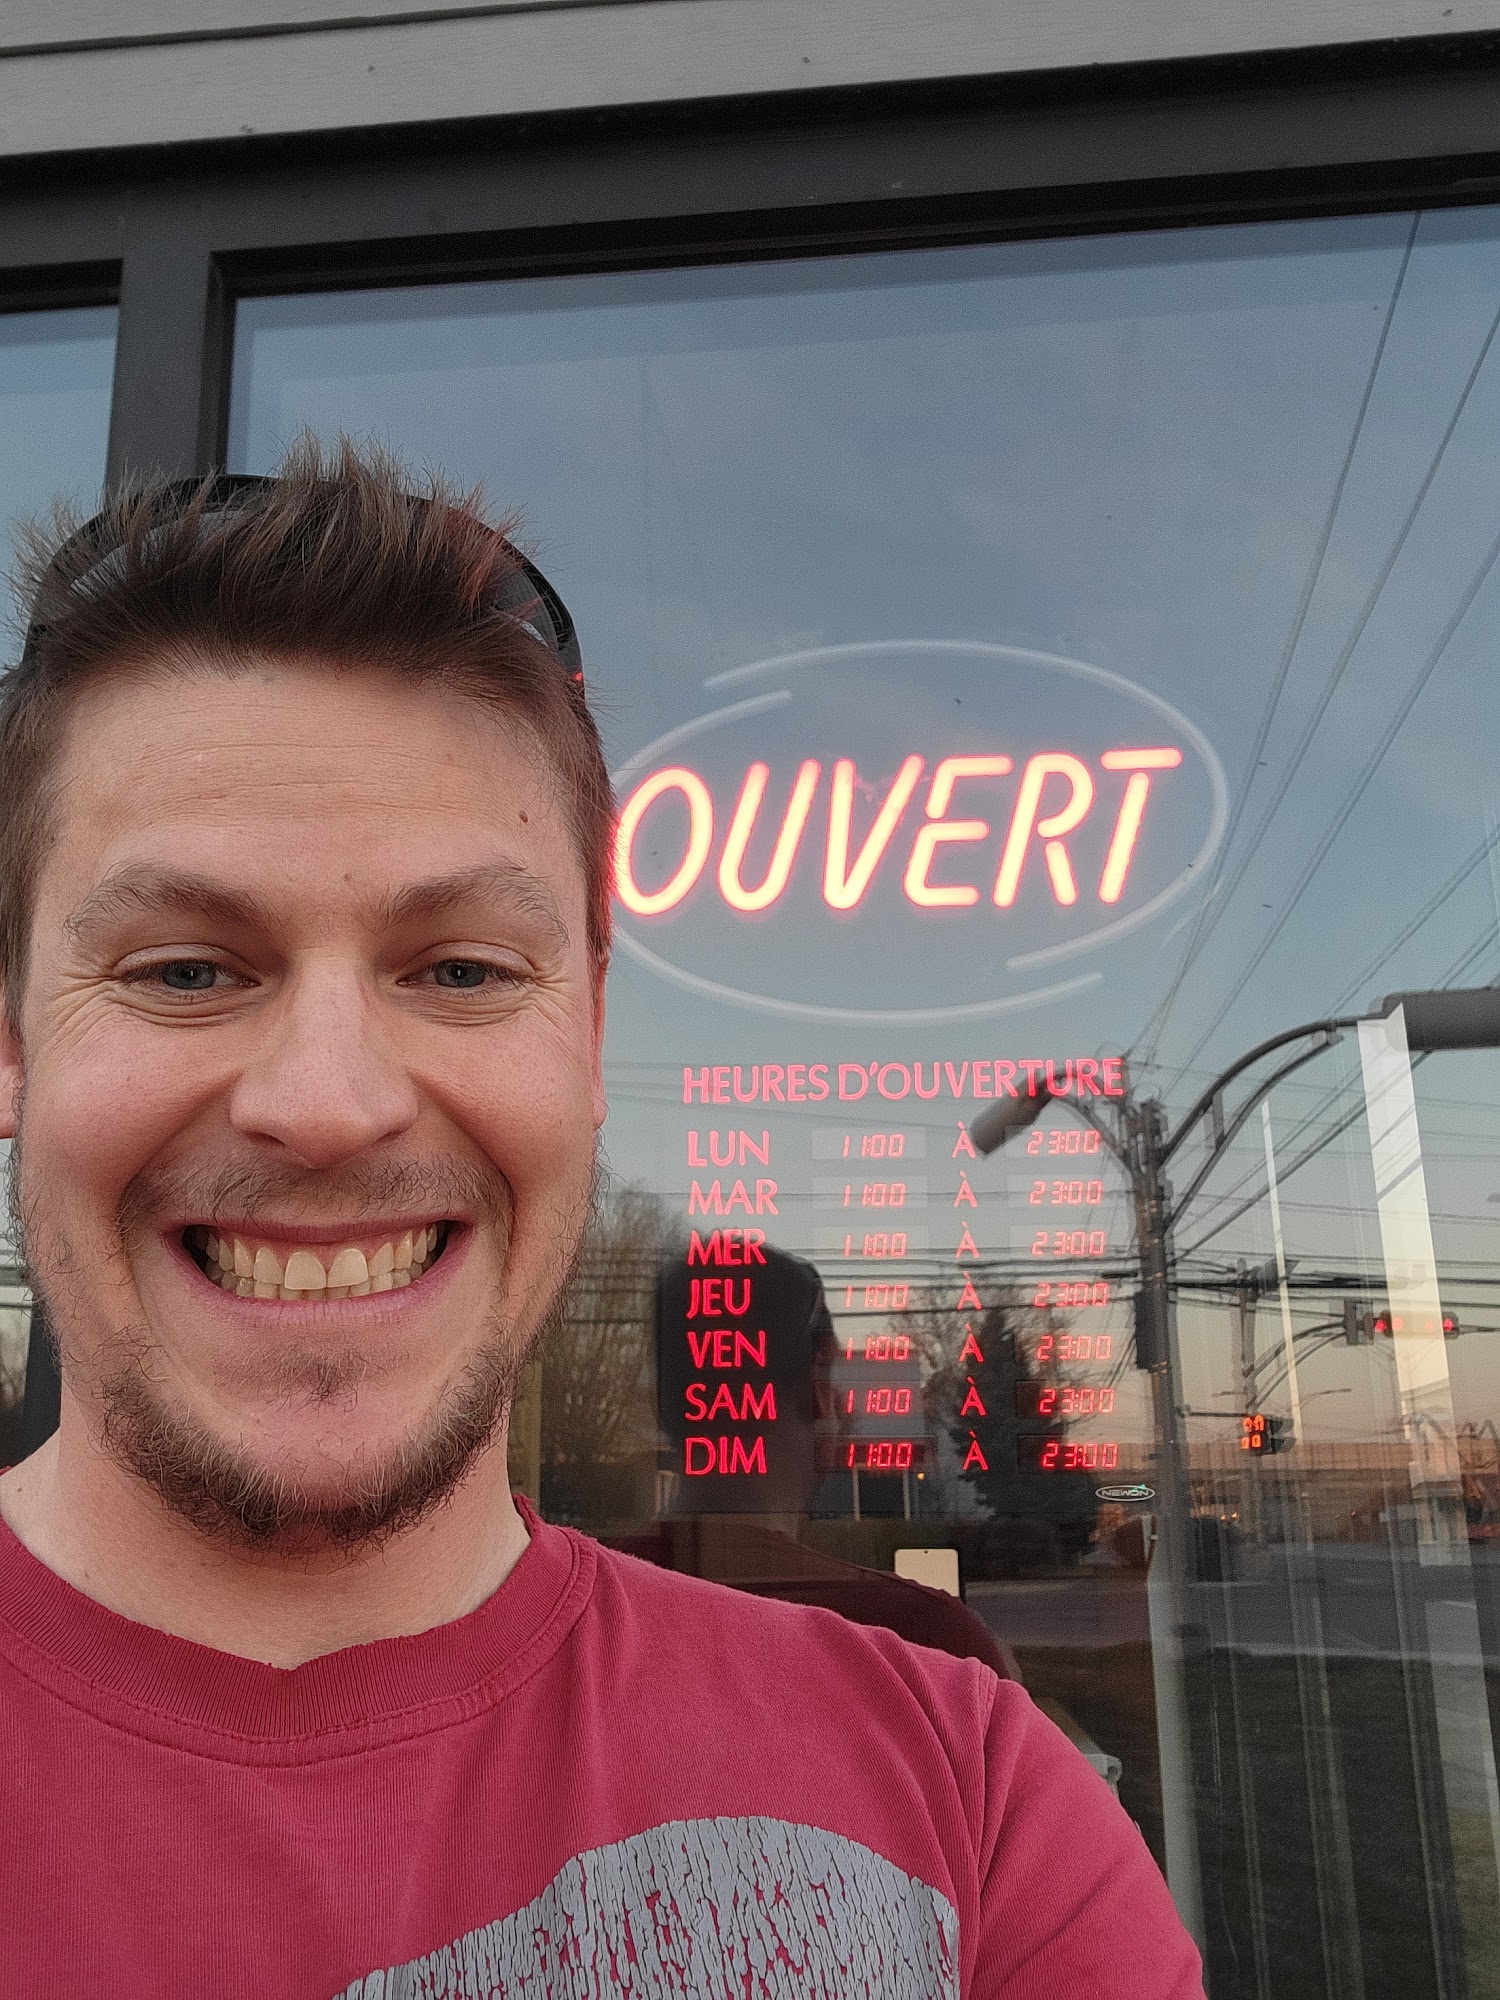 OUVERT
HEURES D'OUVERTURE
LUN 11:00 À 23:00
MAR 11:00 À 23:00
MER 11:00 À 23:00
JEU 11:00 À 23:00
VEN 11:00 À 23:00
SAM 11:00 À 23:00
DIM 11:00 À 23:00
NEWON